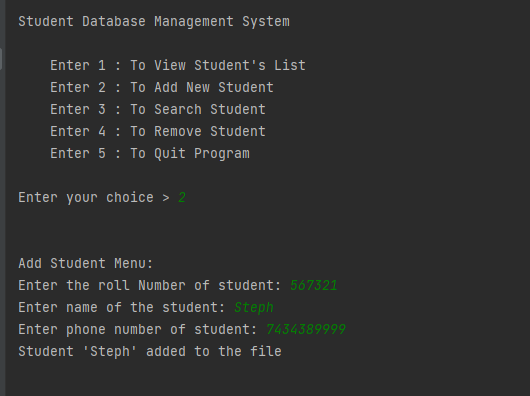 Student Database Management System
Enter 1 : To View Student's List
Enter 2 : To Add New Student
Enter 3 : To Search Student
Enter 4 : To Remove Student
Enter 5 : To Quit Program
Enter your choice > 2
Add Student Menu:
Enter the roll Number of student: 567321
Enter name of the student: Steph
Enter phone number of student: 7434389999
Student 'Steph' added to the file